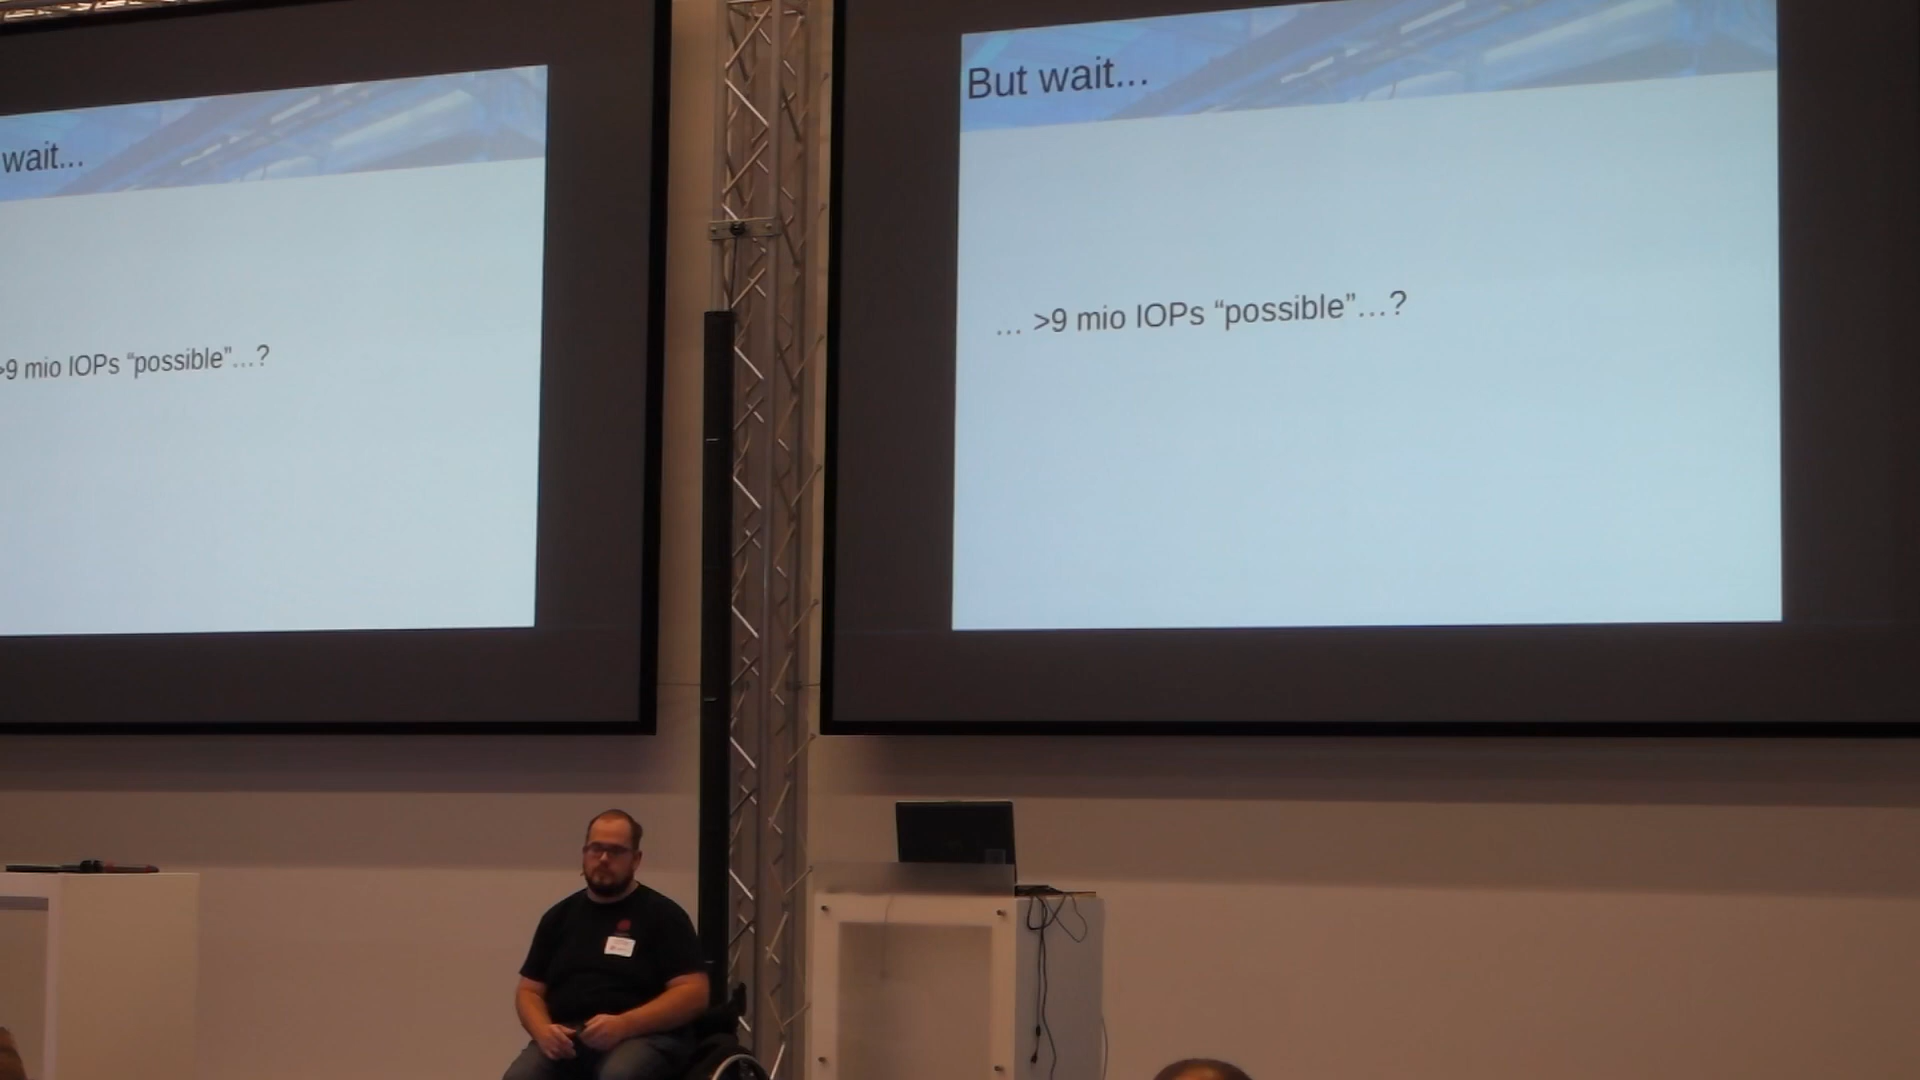 wait...
>9 mio IOPs “possible”...?
But wait...
... >9 mio IOPs “possible”...?